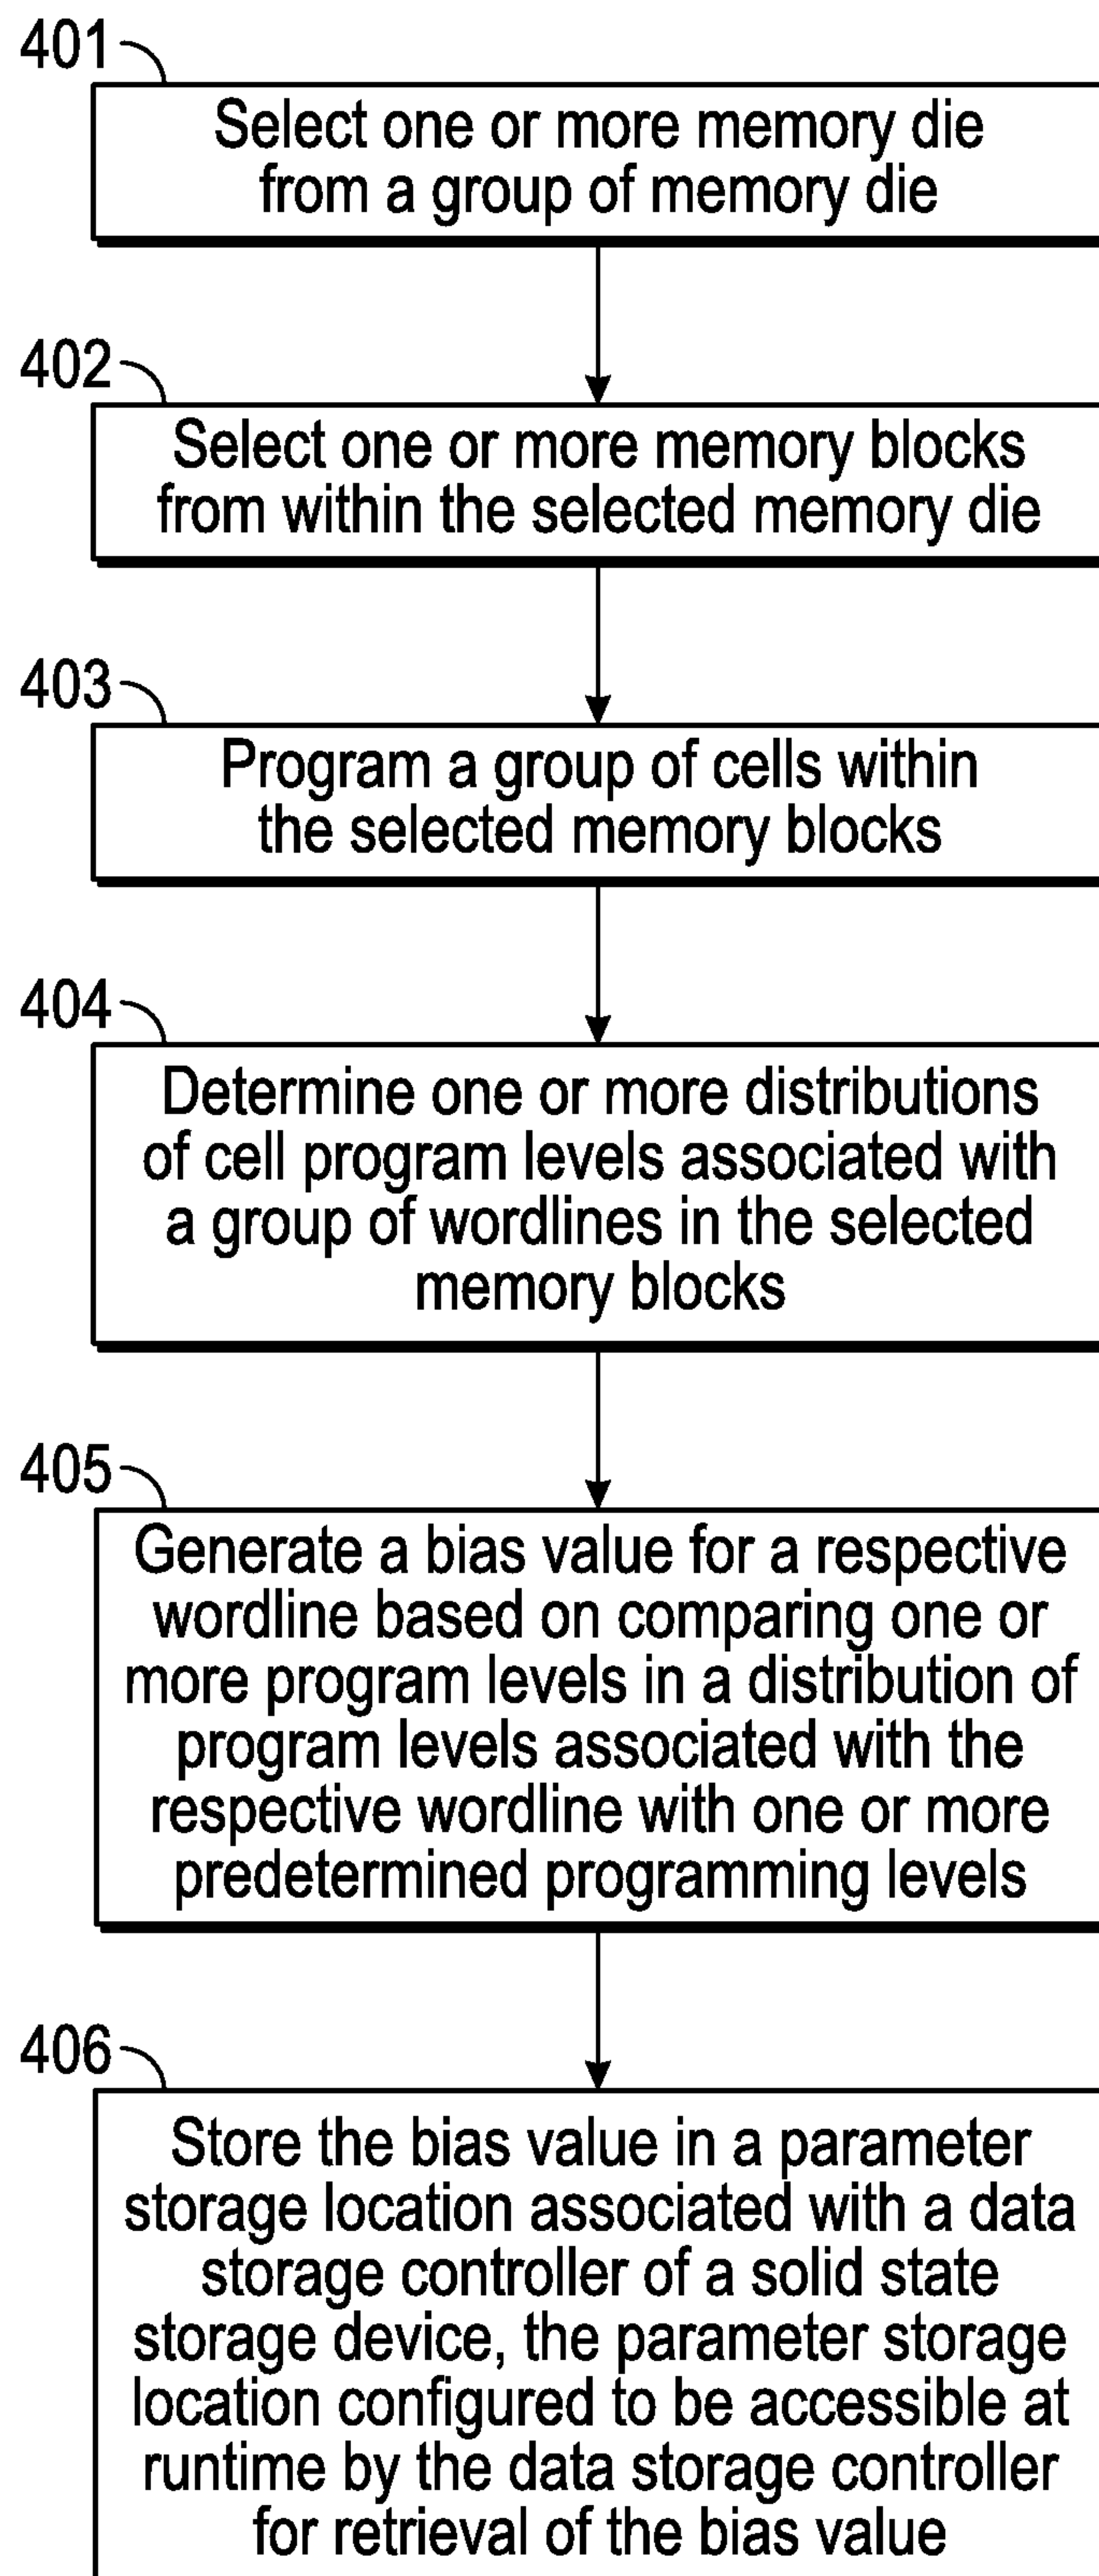 401
Select one or more memory die
from a group of memory die
402
Select one or more memory blocks
from within the selected memory die
403
Program a group of cells within
the selected memory blocks
404
Determine one or more distributions
of cell program levels associated with
a group of wordlines in the selected
memory blocks
405
Generate a bias value for a respective
wordline based on comparing one or
more program levels in a distribution of
program levels associated with the
respective wordline with one or more
predetermined programming levels
406
Store the bias value in a parameter
storage location associated with a data
storage controller of a solid state
storage device, the parameter storage
location configured to be accessible at
runtime by the data storage controller
for retrieval of the bias value